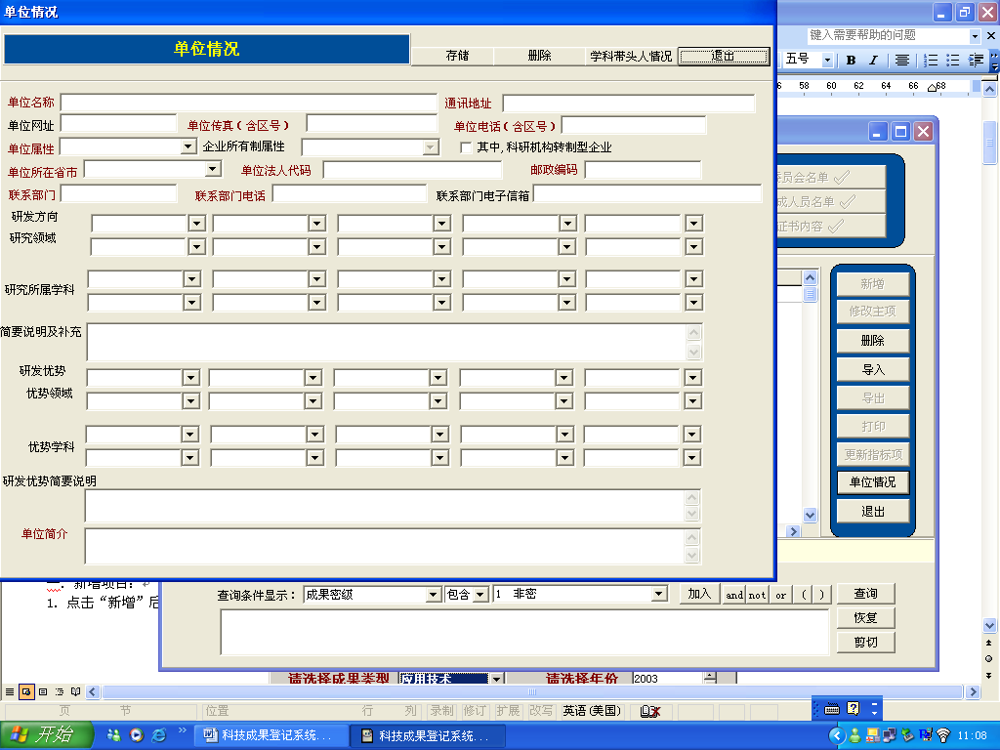 单位情况
键入需要帮助的问题
单位情况
存储 删除 学科带头人情况 退出
五号 B I
6 58 60 62 64 66 68
单位名称 通讯地址
单位网址 单位传真（含区号） 单位电话（含区号）
单位属性 企业所有制属性 其中,科研机构转制型企业
单位所在省市 单位法人代码 邮政编码
联系部门 联系部门电话 联系部门电子信箱
研发方向
研究领域
研究所属学科
简要说明及补充
研发优势
优势领域
优势学科
研发优势简要说明
单位简介
委员会名单
成人员名单
证书内容
新增
修改主项
删除
导入
导出
打印
更新指标项
单位情况
退出
二. 新增项目：
1. 点击“新增”后
查询条件显示： 成果密级 包含 1 非密 加入 and not or ( ) 查询
恢复
剪切
请选择成果类型 应用技术 请选择年份 2003
页 节 位置 行 列 录制 修订 扩展 改写 英语(美国)
开始 科技成果登记系统... 科技成果登记系统... 11:08